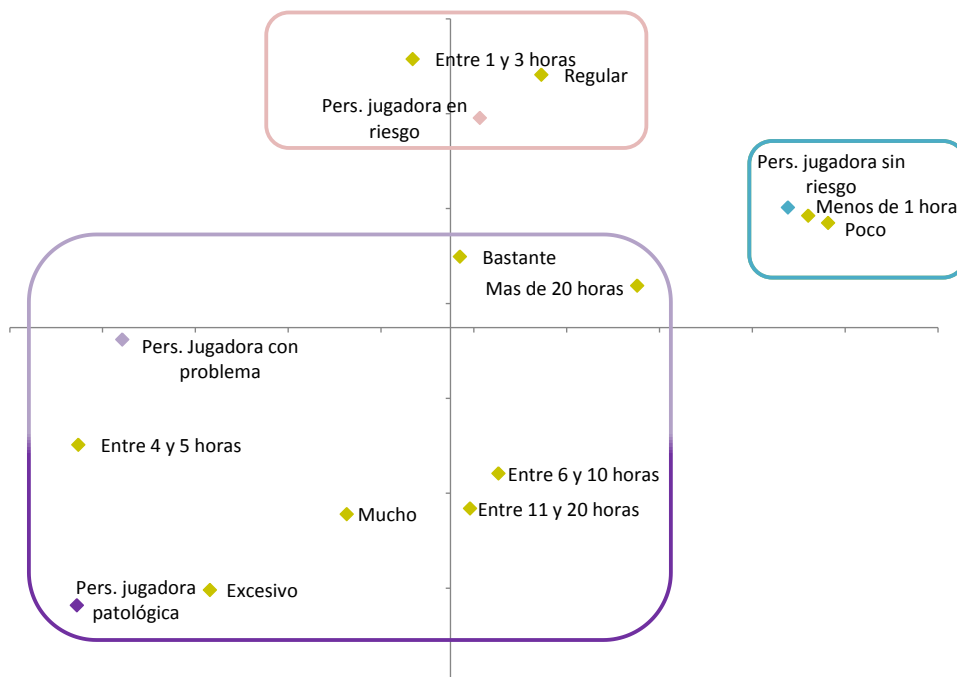 Entre 1 y 3 horas
Regular
Pers. jugadora en
riesgo
Pers. jugadora sin
riesgo
Menos de 1 hora
Poco
Bastante
Mas de 20 horas
Pers. Jugadora con
problema
Entre 4 y 5 horas
Entre 6 y 10 horas
Entre 11 y 20 horas
Mucho
Pers. jugadora
patológica
Excesivo